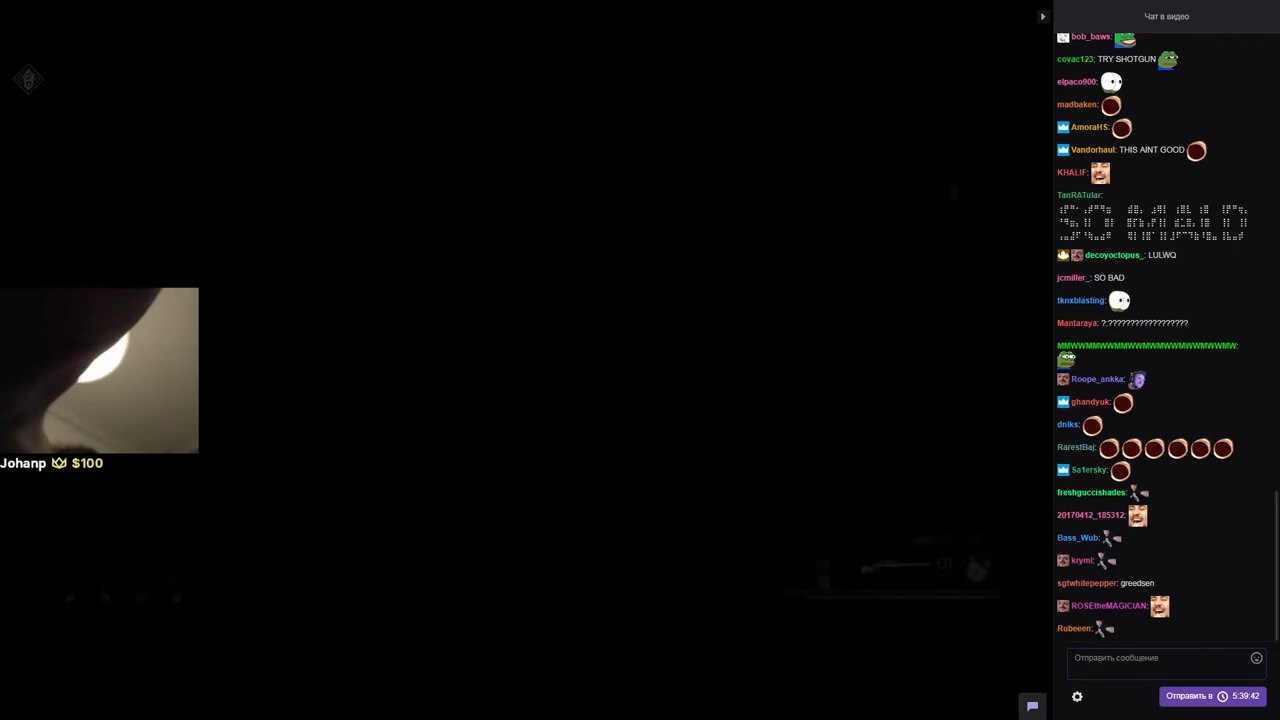 Чат в видео
bob_baws:
covac123: TRY SHOTGUN
elpaco900:
madbaken:
AmoraHS:
Vandorhaul: THIS AINT GOOD
KHALIF:
TanRATular:
decoyoctopus_: LULWQ
jcmiller_: SO BAD
tknxblasting:
Mantaraya: ?:??????????????????
MMWWMMWWMMWWMWMWWMWMWWMWMW:
Roope_ankka:
ghandyuk:
dniks:
RarestBaj:
Sa1ersky:
freshguccishades:
20170412_185312:
Bass_Wub:
krymi:
sgtwhitepepper: greedsen
ROSEtheMAGICIAN:
Rubeeen:
Отправить сообщение
Отправить в 5:39:42
Johanp $100
01